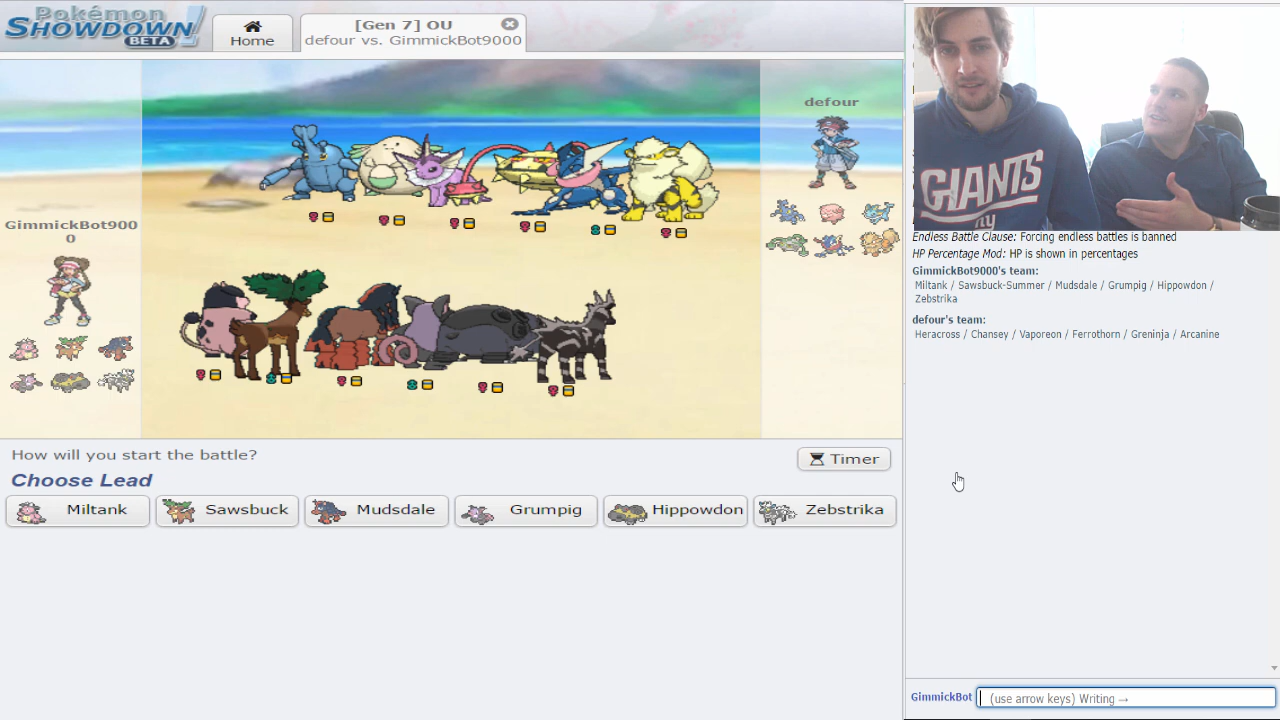 Pokémon
SHOWDOWN!
BETA
Home
[Gen 7] OU
defour vs. GimmickBot9000
GimmickBot900
0
defour
GIANTS
ny
Endless Battle Clause: Forcing endless battles is banned
HP Percentage Mod: HP is shown in percentages
GimmickBot9000's team:
Miltank / Sawsbuck-Summer / Mudsdale / Grumpig / Hippowdon /
Zebstrika
defour's team:
Heracross / Chansey / Vaporeon / Ferrothorn / Greninja / Arcanine
How will you start the battle?
Timer
Choose Lead
Miltank
Sawsbuck
Mudsdale
Grumpig
Hippowdon
Zebstrika
GimmickBot
(use arrow keys) Writing →